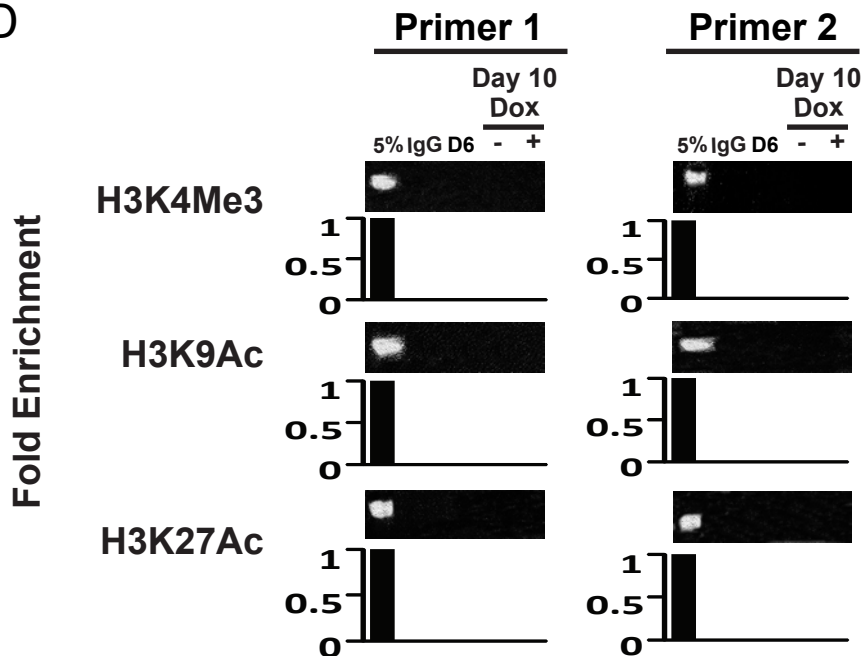 D
Primer 1 Primer 2
Day 10 Day 10
Dox Dox
5% IgG D6 - + 5% IgG D6 - +
H3K4Me3
1 1
0.5 0.5
0 0
H3K9Ac
1 1
0.5 0.5
0 0
H3K27Ac
1 1
0.5 0.5
0 0
Fold Enrichment